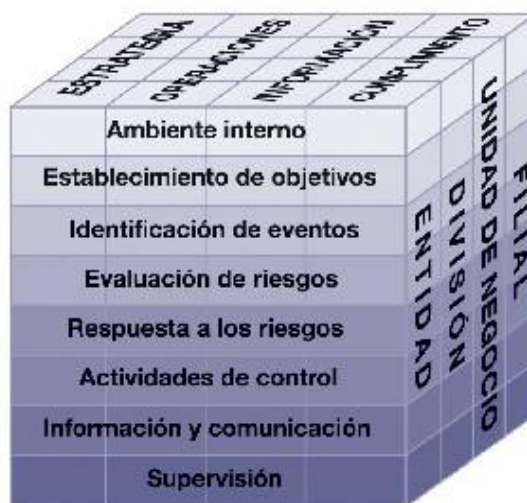 ESTRATEGIA
OPERACIONES
INFORMACIÓN
CUMPLIMIENTO
Ambiente interno
Establecimiento de objetivos
Identificación de eventos
Evaluación de riesgos
Respuesta a los riesgos
Actividades de control
Información y comunicación
Supervisión
ENTIDAD
DIVISIÓN
UNIDAD DE NEGOCIO
FILIAL